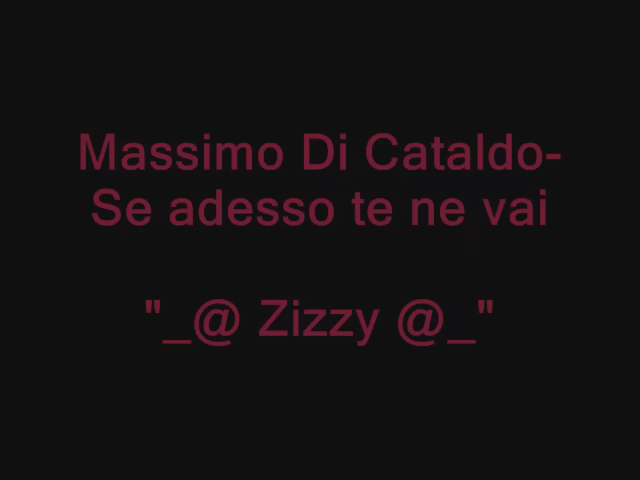 Massimo Di Cataldo-
Se adesso te ne vai
"_@ Zizzy @_"